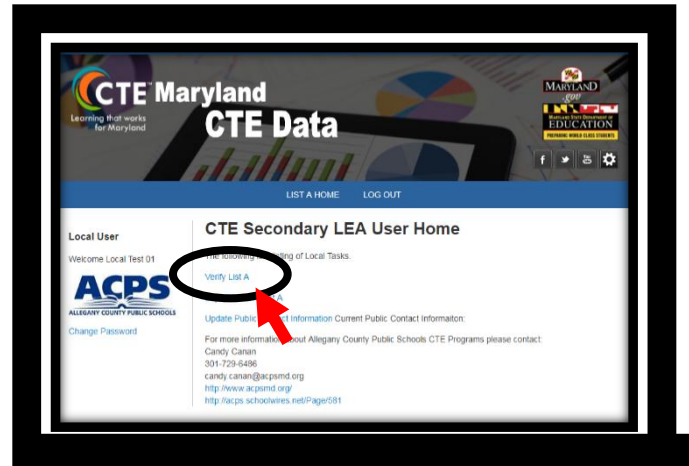 CTE Maryland
Learning that works
for Maryland
CTE Data
MARYLAND
.gov
MARYLAND STATE DEPARTMENT OF
EDUCATION
PREPARING WORLD CLASS STUDENTS
f
LIST A HOME LOG OUT
Local User
Welcome Local Test 01
ACPS
ALLEGANY COUNTY PUBLIC SCHOOLS
Change Password
CTE Secondary LEA User Home
The following listing of Local Tasks.
Verify List A
A
Update Public Contact Information Current Public Contact Informaiton:
For more information about Allegany County Public Schools CTE Programs please contact:
Candy Canan
301-729-6486
candy.canan@acpsmd.org
http://www.acpsmd.org/
http://acps.schoolwires.net/Page/581